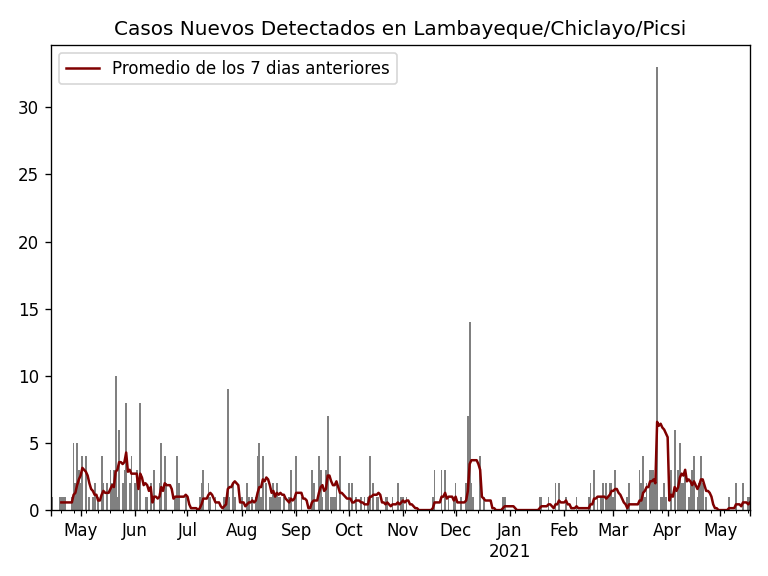 Casos Nuevos Detectados en Lambayeque/Chiclayo/Picsi
Promedio de los 7 dias anteriores
30
25
20
15
10
5
0
May Jun Jul Aug Sep Oct Nov Dec Jan Feb Mar Apr May
2021